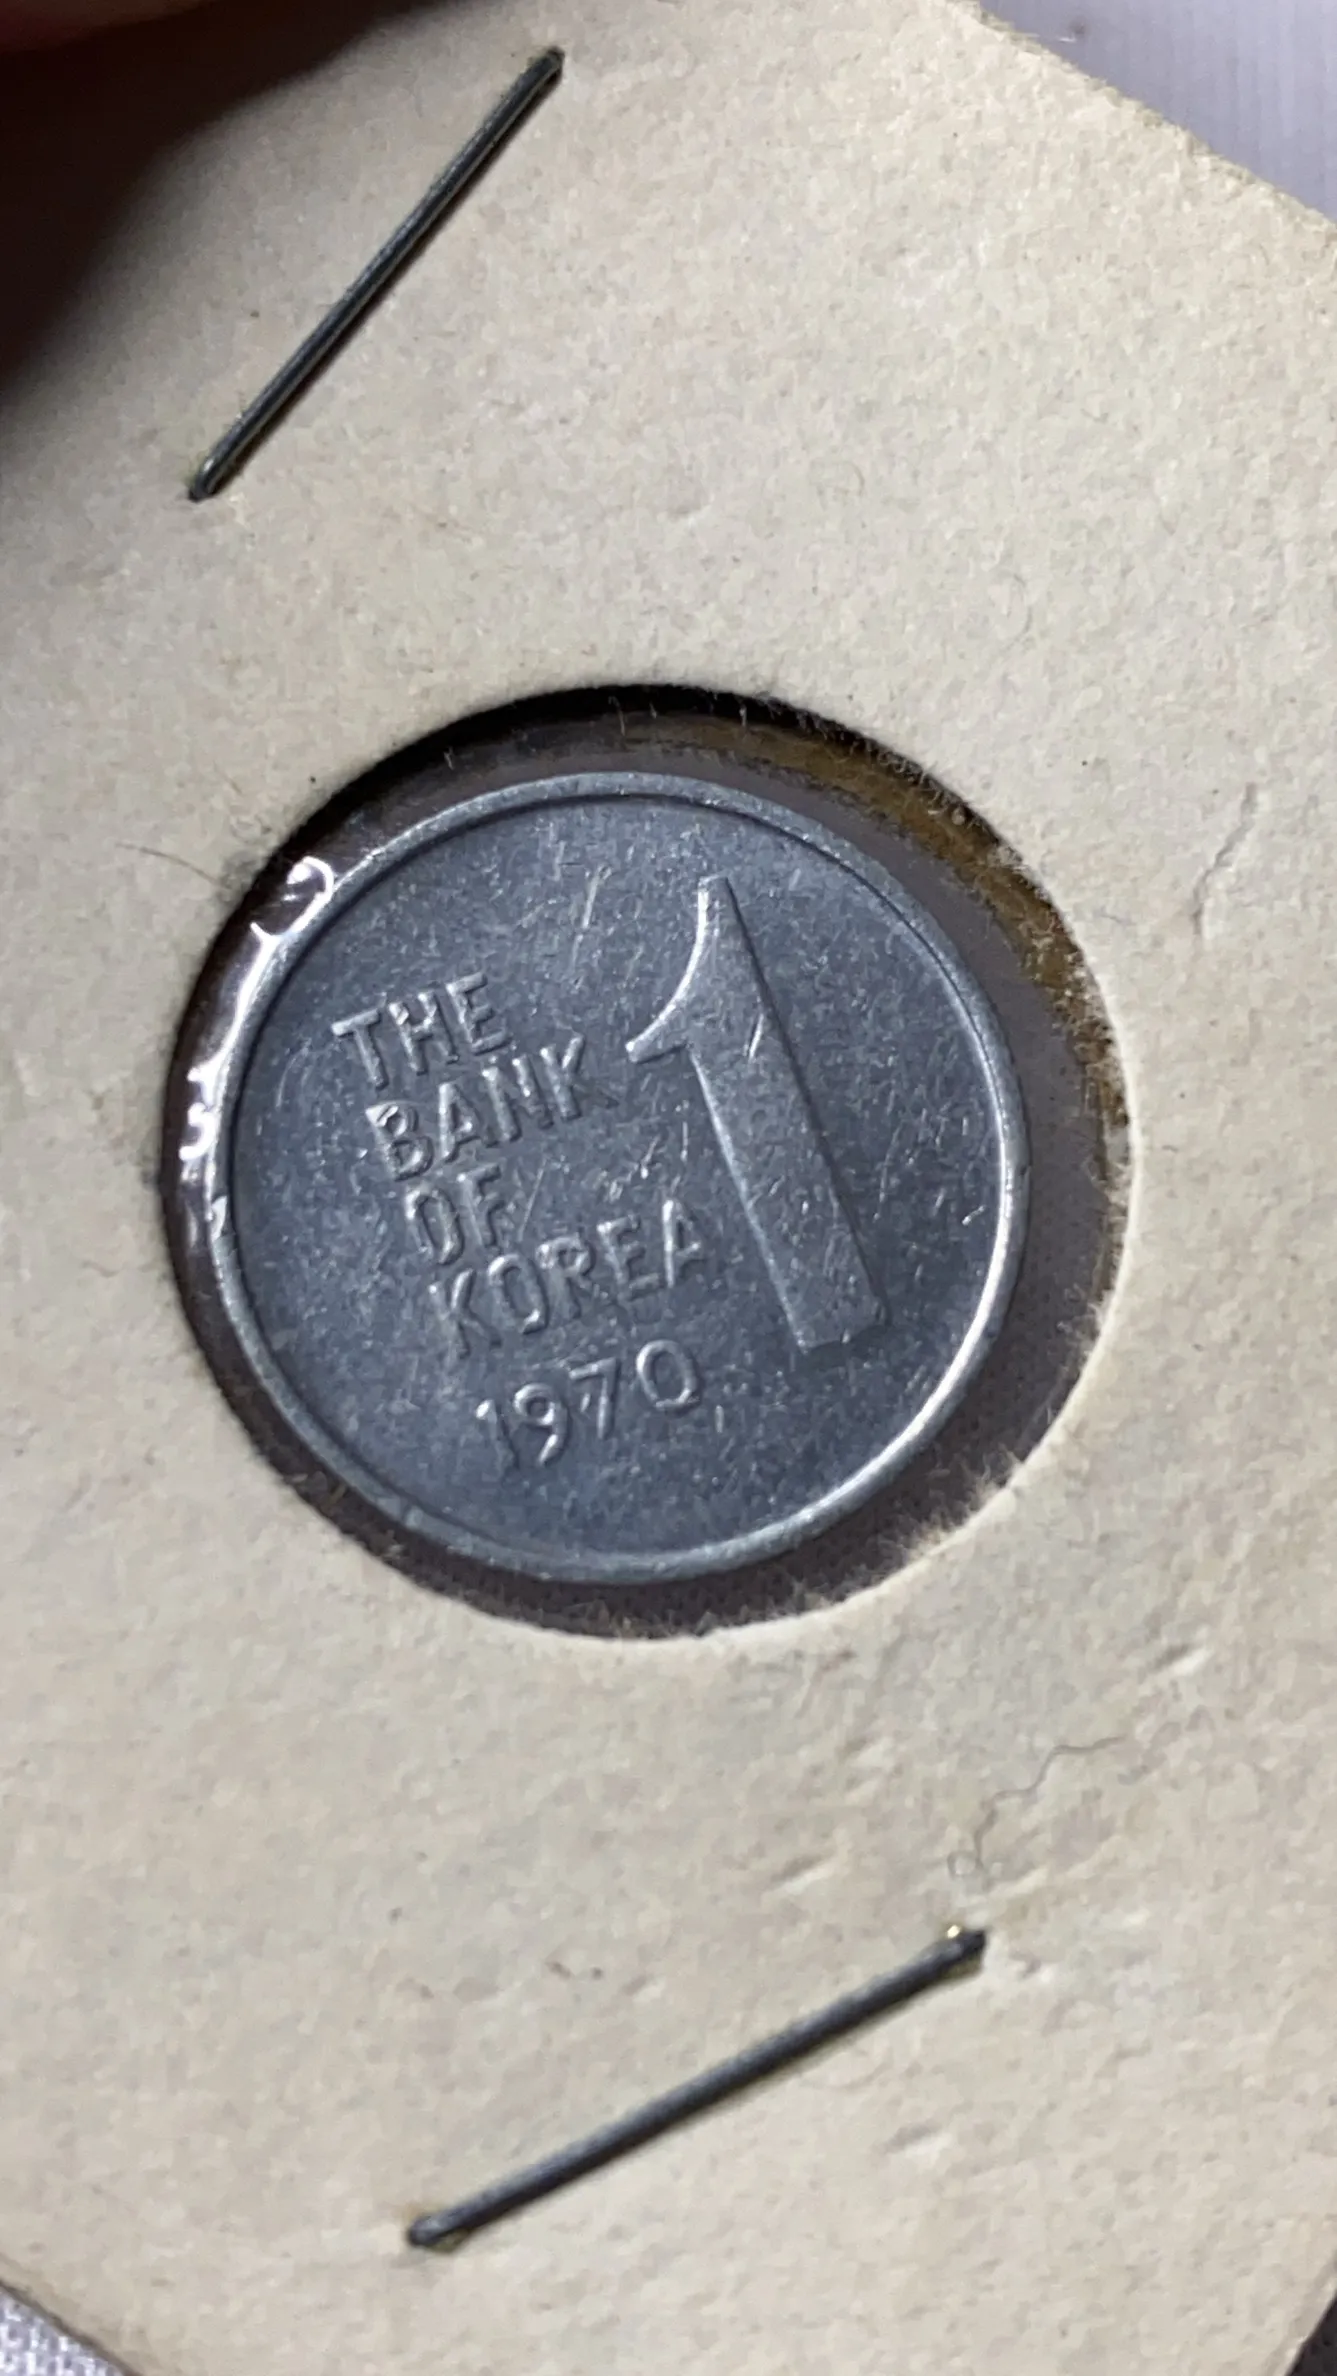 THE
BANK
OF
KOREA
1970
1